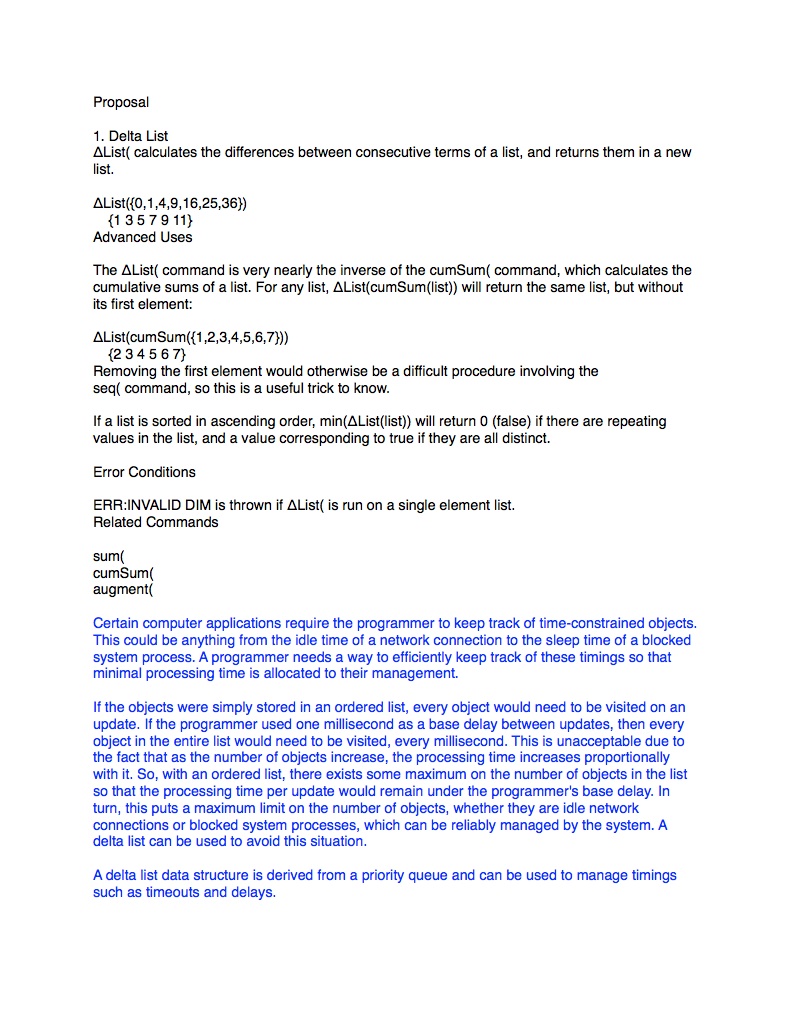 Proposal
1. Delta List
∆List( calculates the differences between consecutive terms of a list, and returns them in a new
list.
∆List({0,1,4,9,16,25,36})
{1 3 5 7 9 11}
Advanced Uses
The ∆List( command is very nearly the inverse of the cumSum( command, which calculates the
cumulative sums of a list. For any list, ∆List(cumSum(list)) will return the same list, but without
its first element:
∆List(cumSum({1,2,3,4,5,6,7}))
{2 3 4 5 6 7}
Removing the first element would otherwise be a difficult procedure involving the
seq( command, so this is a useful trick to know.
If a list is sorted in ascending order, min(∆List(list)) will return 0 (false) if there are repeating
values in the list, and a value corresponding to true if they are all distinct.
Error Conditions
ERR:INVALID DIM is thrown if ∆List( is run on a single element list.
Related Commands
sum(
cumSum(
augment(
Certain computer applications require the programmer to keep track of time-constrained objects.
This could be anything from the idle time of a network connection to the sleep time of a blocked
system process. A programmer needs a way to efficiently keep track of these timings so that
minimal processing time is allocated to their management.
If the objects were simply stored in an ordered list, every object would need to be visited on an
update. If the programmer used one millisecond as a base delay between updates, then every
object in the entire list would need to be visited, every millisecond. This is unacceptable due to
the fact that as the number of objects increase, the processing time increases proportionally
with it. So, with an ordered list, there exists some maximum on the number of objects in the list
so that the processing time per update would remain under the programmer's base delay. In
turn, this puts a maximum limit on the number of objects, whether they are idle network
connections or blocked system processes, which can be reliably managed by the system. A
delta list can be used to avoid this situation.
A delta list data structure is derived from a priority queue and can be used to manage timings
such as timeouts and delays.